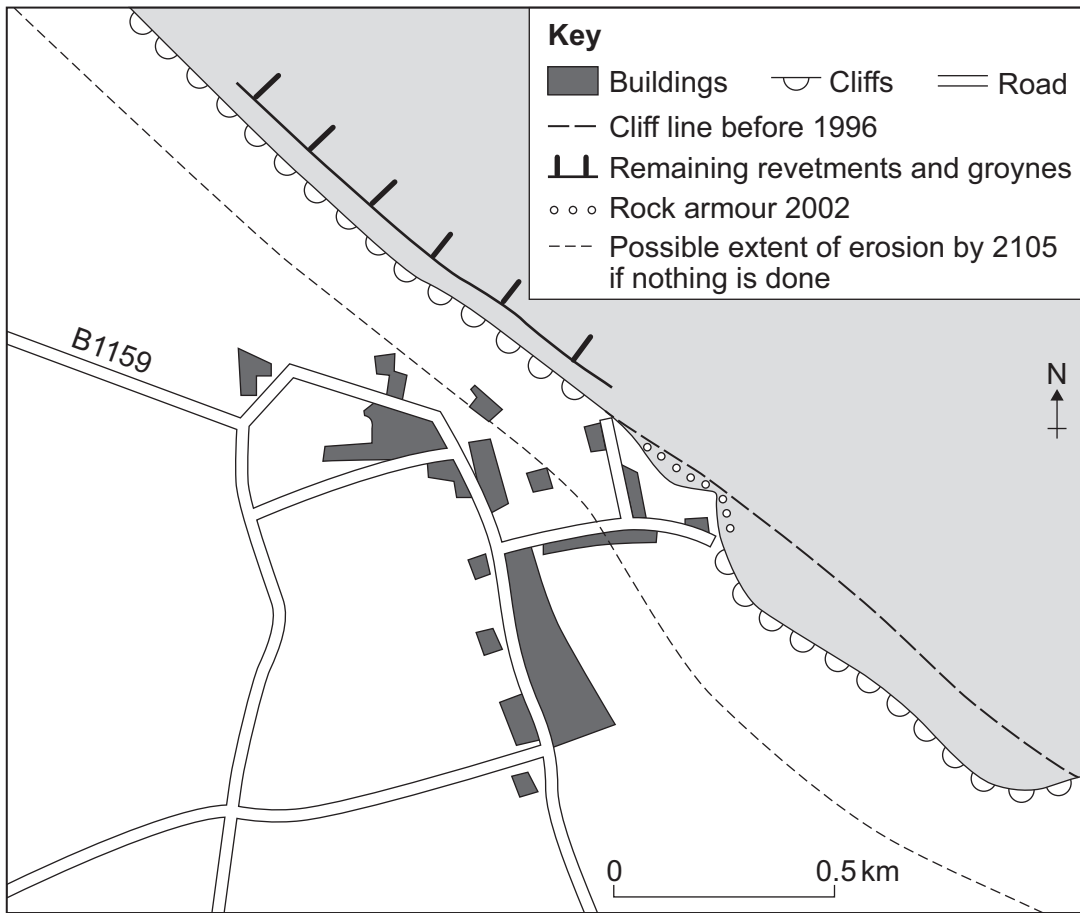 Key
Buildings Cliffs Road
Cliff line before 1996
Remaining revetments and groynes
Rock armour 2002
Possible extent of erosion by 2105
if nothing is done
B1159
N
0 0.5 km